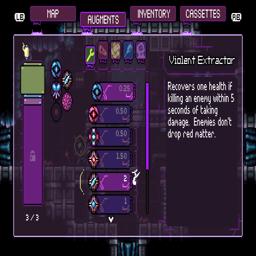 LB MAP AUGMENTS INVENTORY CASSETTES RB
Violent Extractor
Recovers one health if
killing an enemy within 5
seconds of taking
damage. Enemies don't
drop red matter.
0.25
0.50
0.50
1.50
2
1
3 / 3